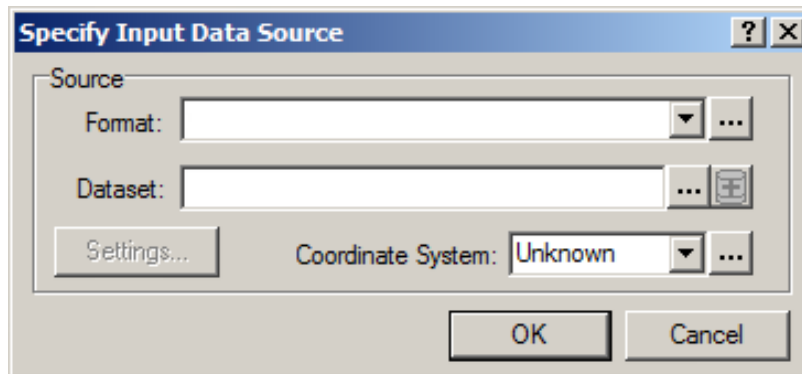 Specify Input Data Source
Source
Format:
...
Dataset:
...
Settings...
Coordinate System: Unknown ...
OK Cancel